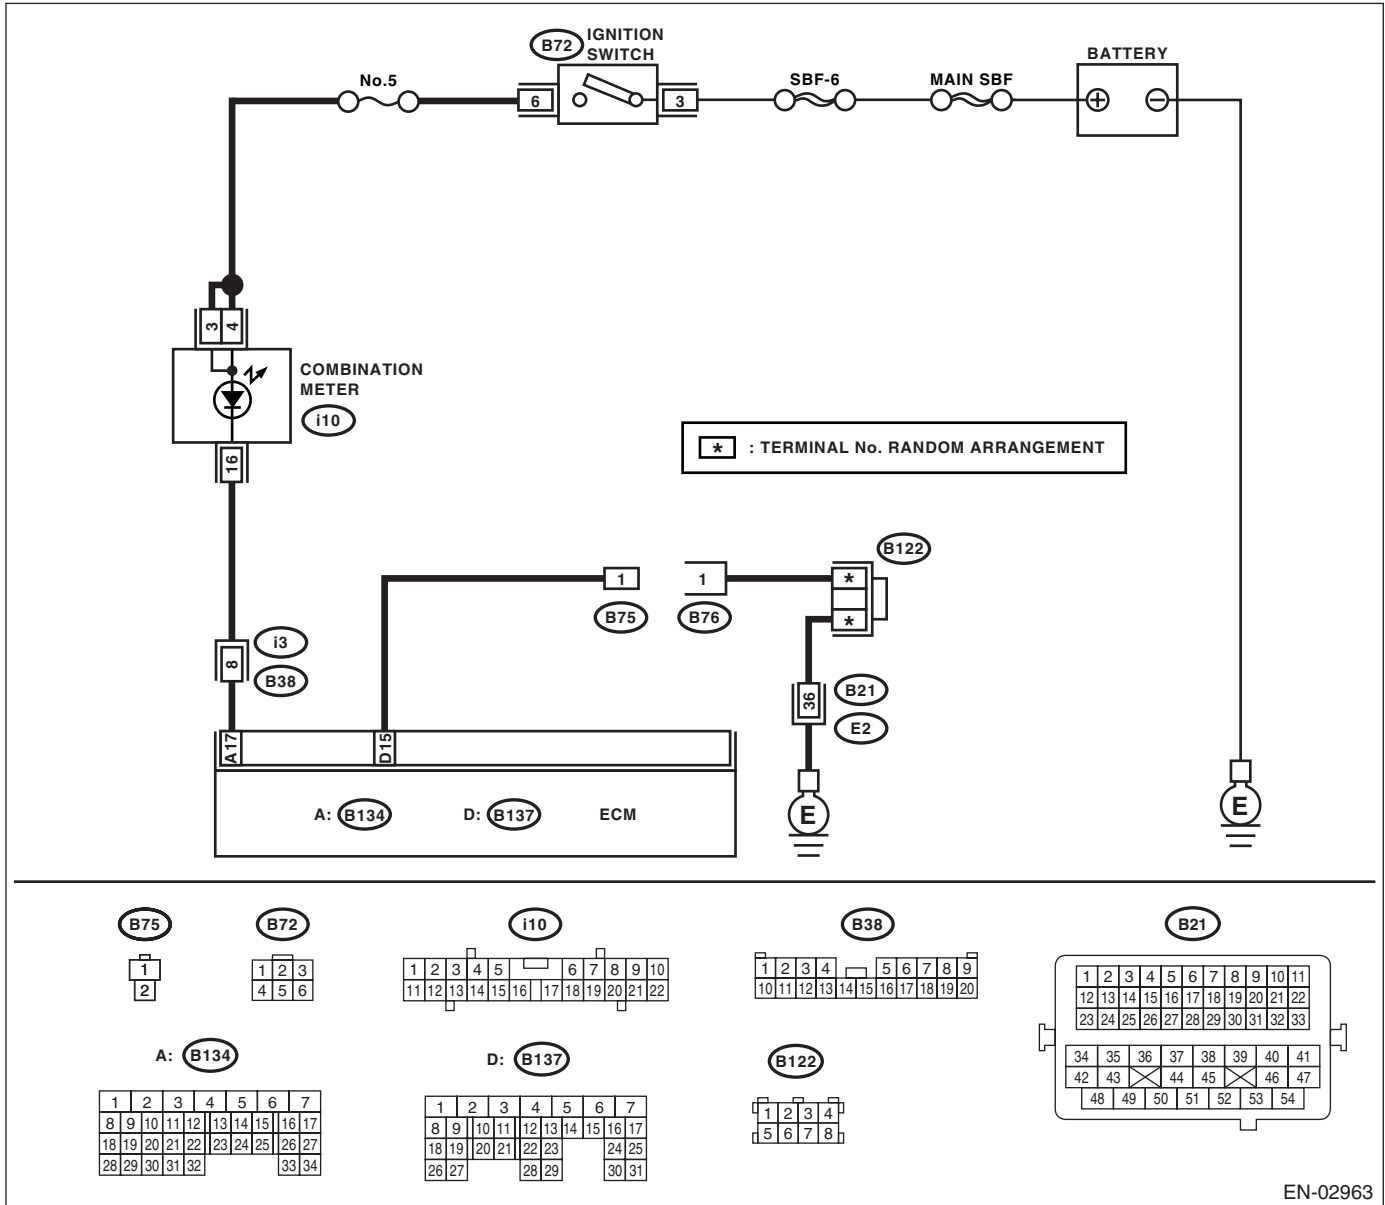 B72 IGNITION
SWITCH
No.5
6
3
SBF-6
MAIN SBF
BATTERY
+ −
3 4
COMBINATION
METER
i10
16
* : TERMINAL No. RANDOM ARRANGEMENT
B122
1
1
*
*
B75
B76
i3
8
B38
36
B21
E2
A17
D15
A: B134 D: B137 ECM
E
E
B75
1
2
B72
1 2 3
4 5 6
i10
1 2 3 4 5 6 7 8 9 10
11 12 13 14 15 16 17 18 19 20 21 22
B38
1 2 3 4 5 6 7 8 9
10 11 12 13 14 15 16 17 18 19 20
B21
1 2 3 4 5 6 7 8 9 10 11
12 13 14 15 16 17 18 19 20 21 22
23 24 25 26 27 28 29 30 31 32 33
34 35 36 37 38 39 40 41
42 43 44 45 46 47
48 49 50 51 52 53 54
A: B134
1 2 3 4 5 6 7
8 9 10 11 12 13 14 15 16 17
18 19 20 21 22 23 24 25 26 27
28 29 30 31 32 33 34
D: B137
1 2 3 4 5 6 7
8 9 10 11 12 13 14 15 16 17
18 19 20 21 22 23 24 25
26 27 28 29 30 31
B122
1 2 3 4
5 6 7 8
EN-02963